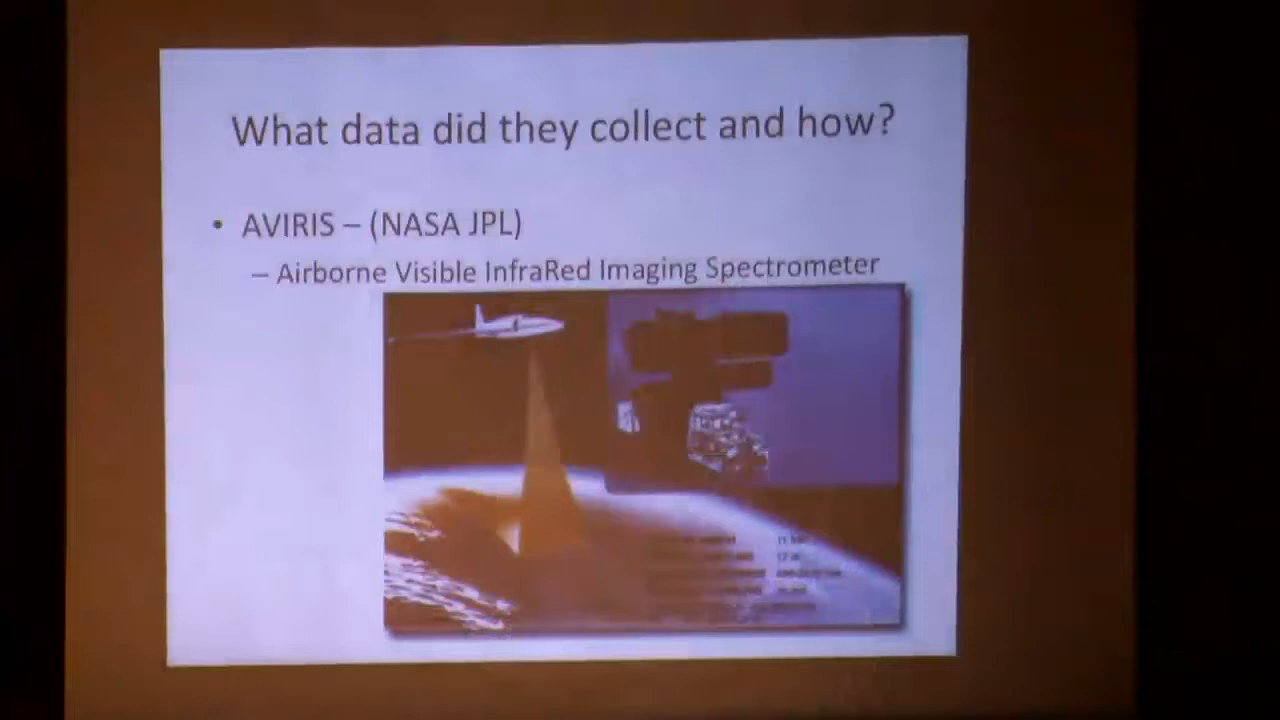 What data did they collect and how?
• AVIRIS – (NASA JPL)
– Airborne Visible InfraRed Imaging Spectrometer